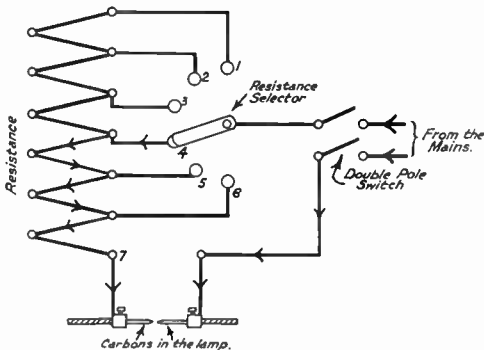 1
2
Resistance
Selector
3
4
Resistance
From the
Mains.
Double Pole
Switch
5
6
7
Carbons in the lamp.